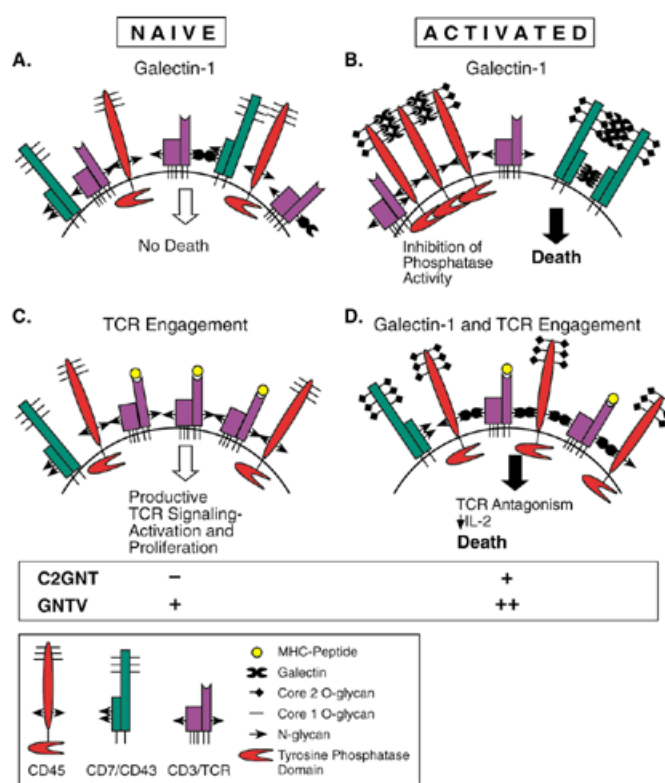 NAIVE
ACTIVATED
A.
Galectin-1
No Death
B.
Galectin-1
Inhibition of
Phosphatase
Activity
Death
C.
TCR Engagement
Productive
TCR Signaling-
Activation and
Proliferation
D.
Galectin-1 and TCR Engagement
TCR Antagonism
↓IL-2
Death
C2GNT – +
GNTV + ++
CD45
CD7/CD43
CD3/TCR
MHC-Peptide
Galectin
Core 2 O-glycan
Core 1 O-glycan
N-glycan
Tyrosine Phosphatase
Domain